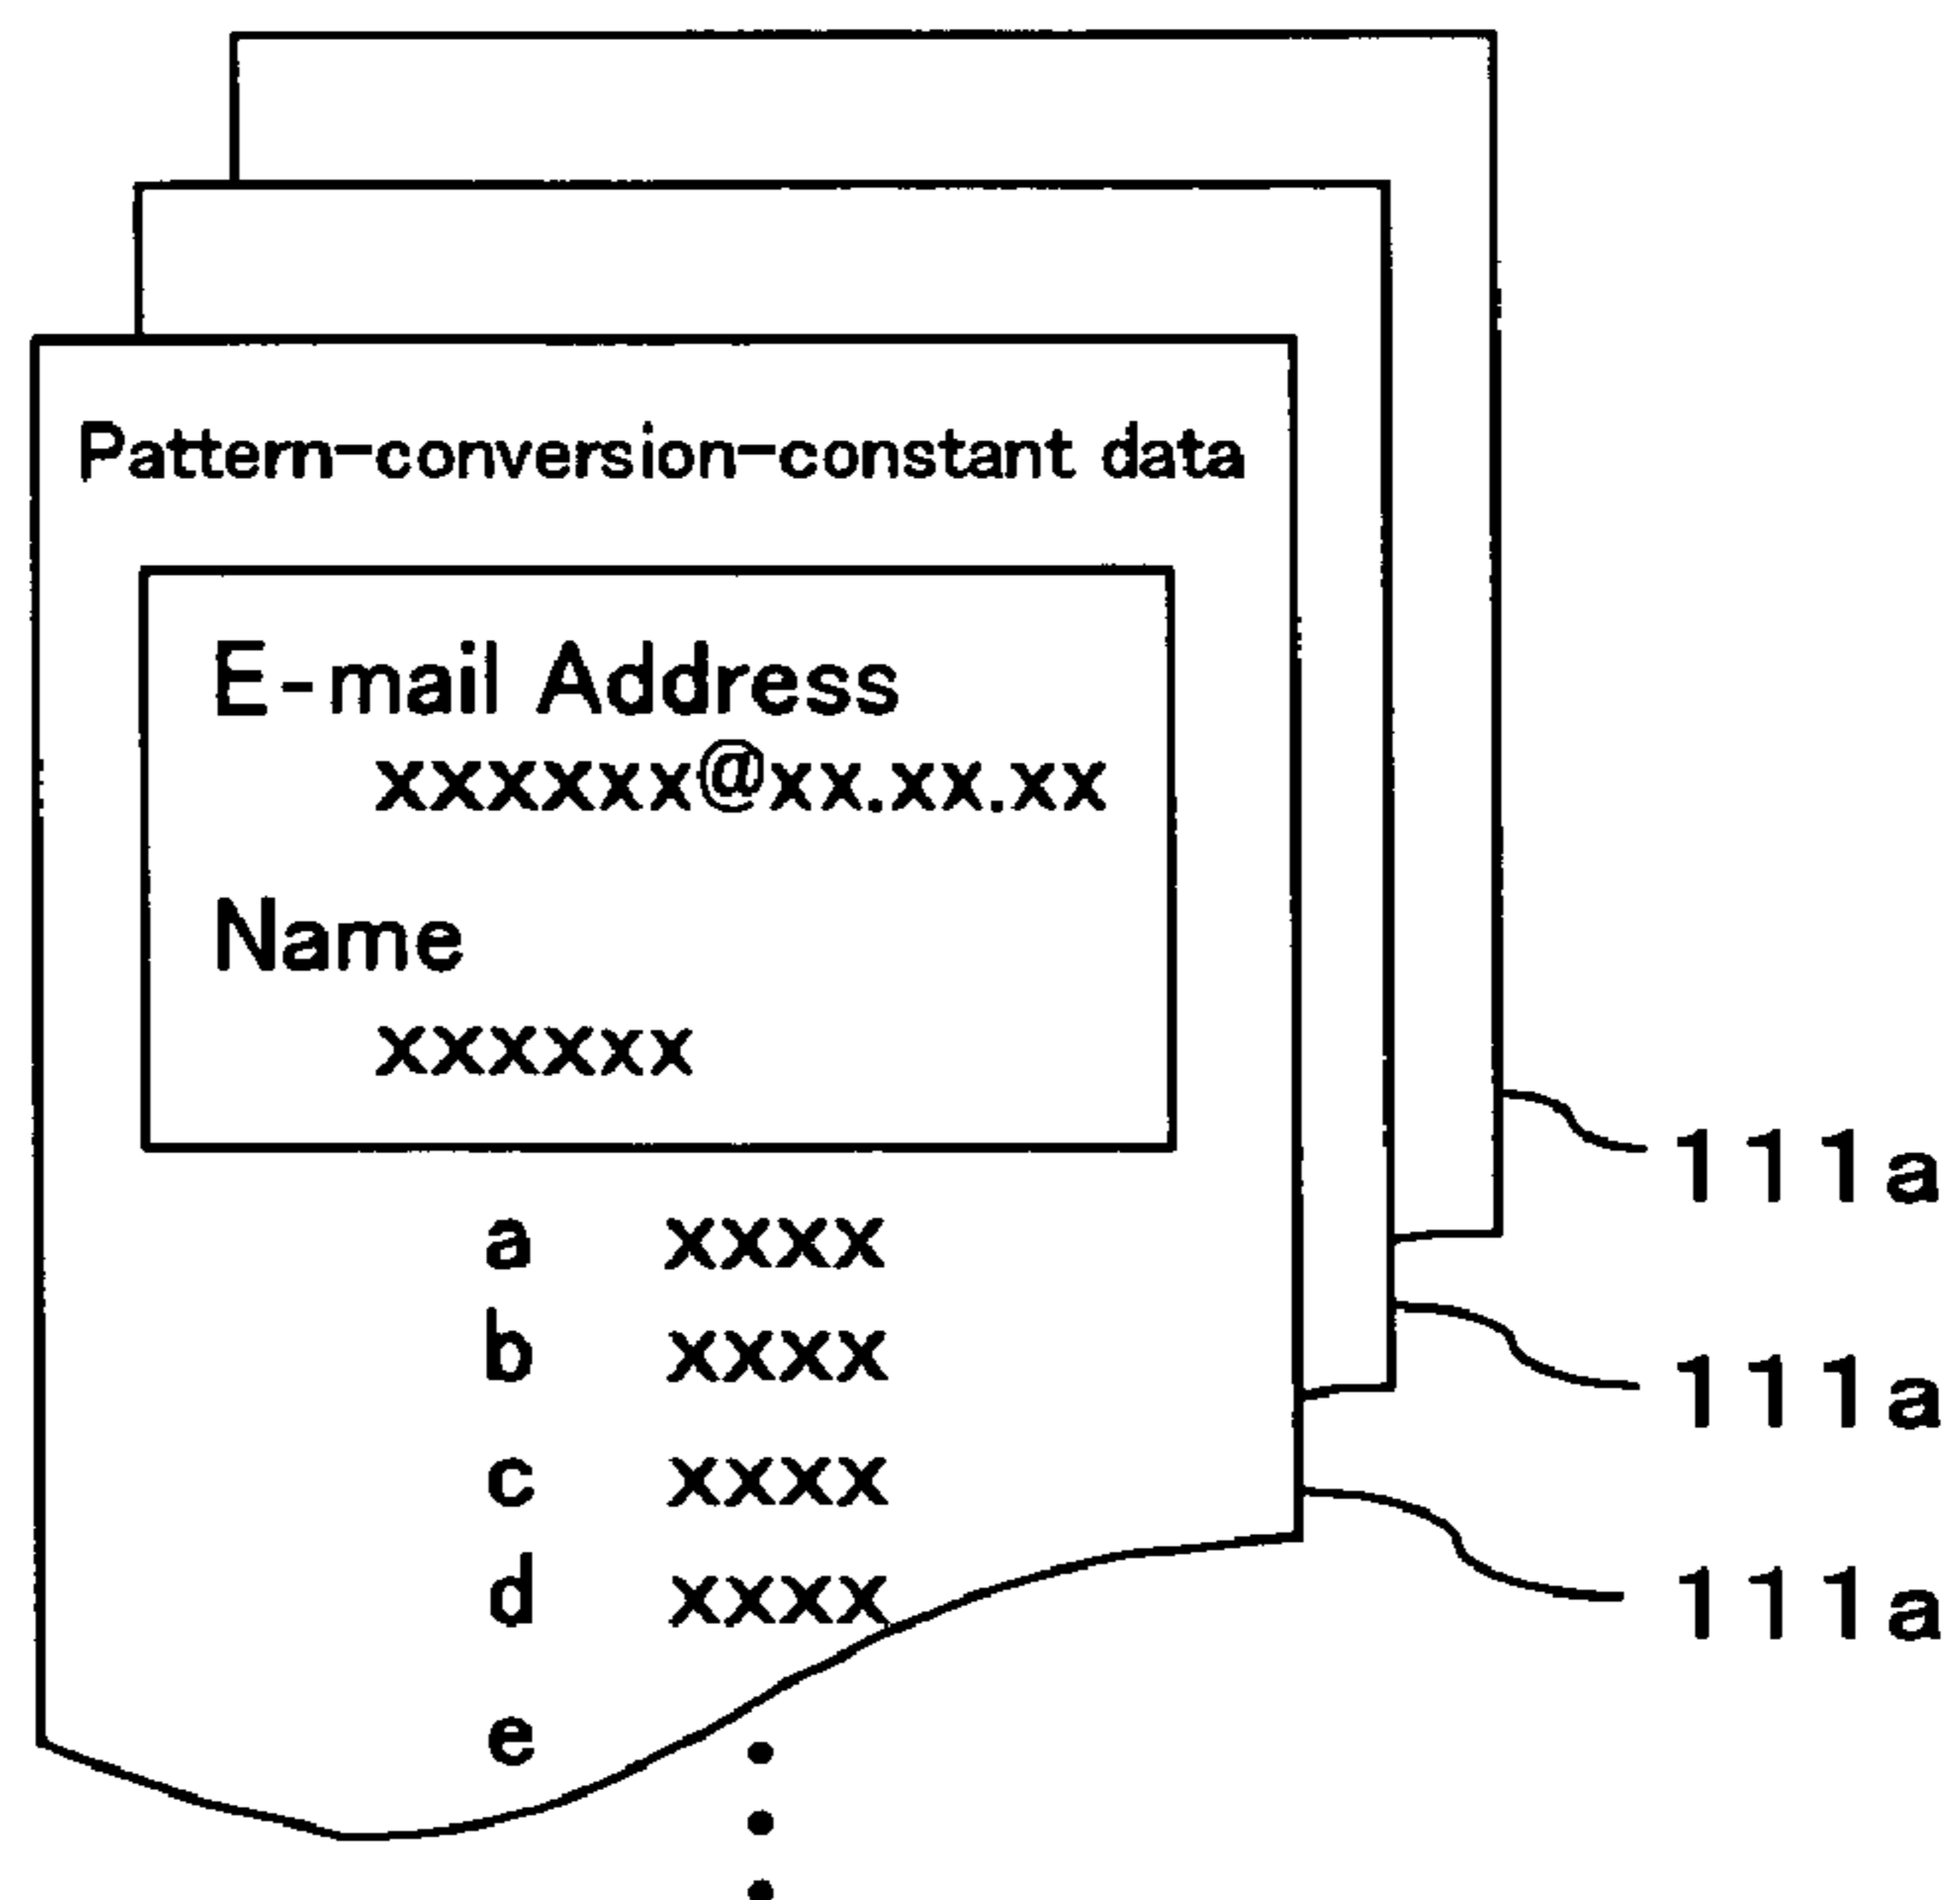 Pattern-conversion-constant data
E-mail Address
xxxxxx@xx.xx.xx
Name
xxxxxx
111a
a xxxx
111a
b xxxx
c xxxx
111a
d xxxx
e